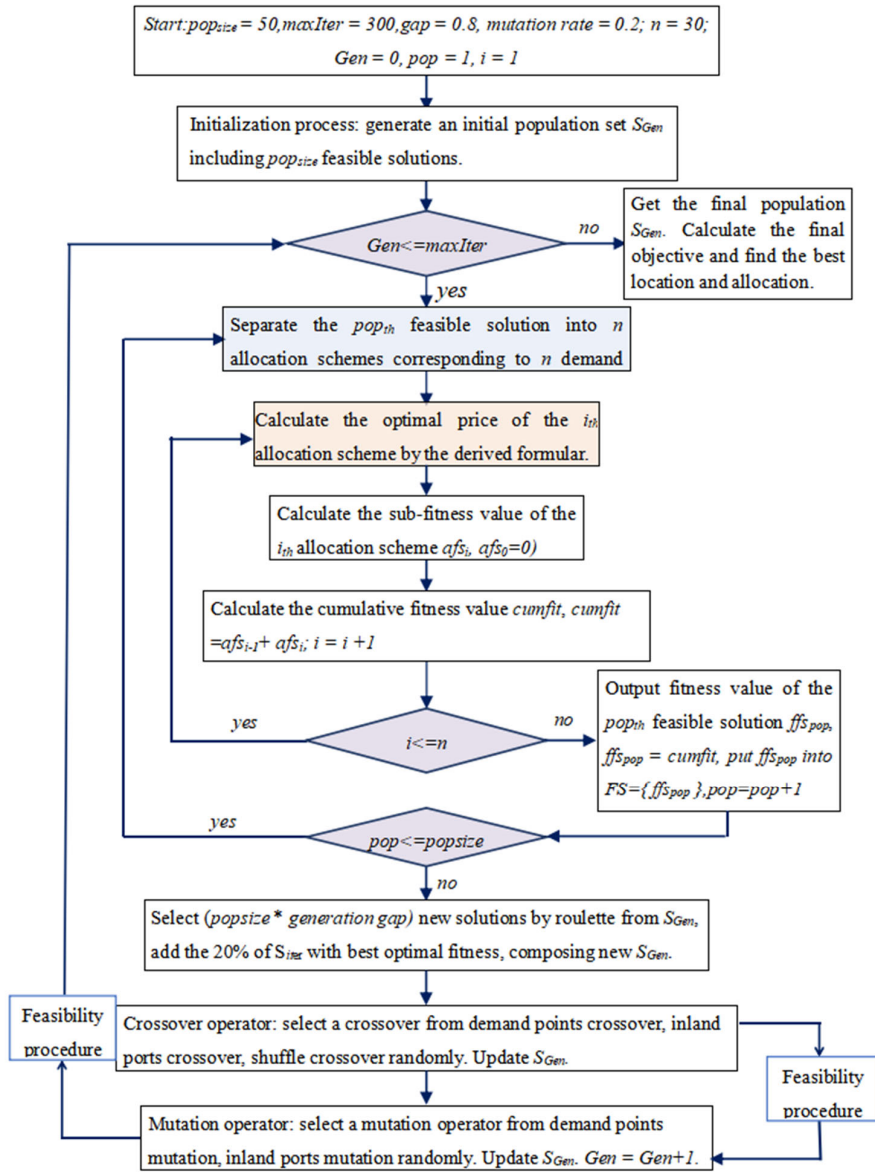 Start:popsize = 50,maxIter = 300,gap = 0.8, mutation rate = 0.2; n = 30;
Gen = 0, pop = 1, i = 1
Initialization process: generate an initial population set SGen
including popsize feasible solutions.
Gen<=maxIter
no
Get the final population
SGen. Calculate the final
objective and find the best
location and allocation.
yes
Separate the popth feasible solution into n
allocation schemes corresponding to n demand
Calculate the optimal price of the ith
allocation scheme by the derived formular.
Calculate the sub-fitness value of the
ith allocation scheme afsi, afs0=0)
Calculate the cumulative fitness value cumfit, cumfit
=afsi-1+ afsi; i = i +1
yes
i<=n
no
Output fitness value of the
popth feasible solution ffspop,
ffspop = cumfit, put ffspop into
FS={ffspop},pop=pop+1
yes
pop<=popsize
no
Select (popsize * generation gap) new solutions by roulette from SGen,
add the 20% of Siter with best optimal fitness, composing new SGen.
Feasibility
procedure
Crossover operator: select a crossover from demand points crossover, inland
ports crossover, shuffle crossover randomly. Update SGen.
Feasibility
procedure
Mutation operator: select a mutation operator from demand points
mutation, inland ports mutation randomly. Update SGen. Gen = Gen+1.